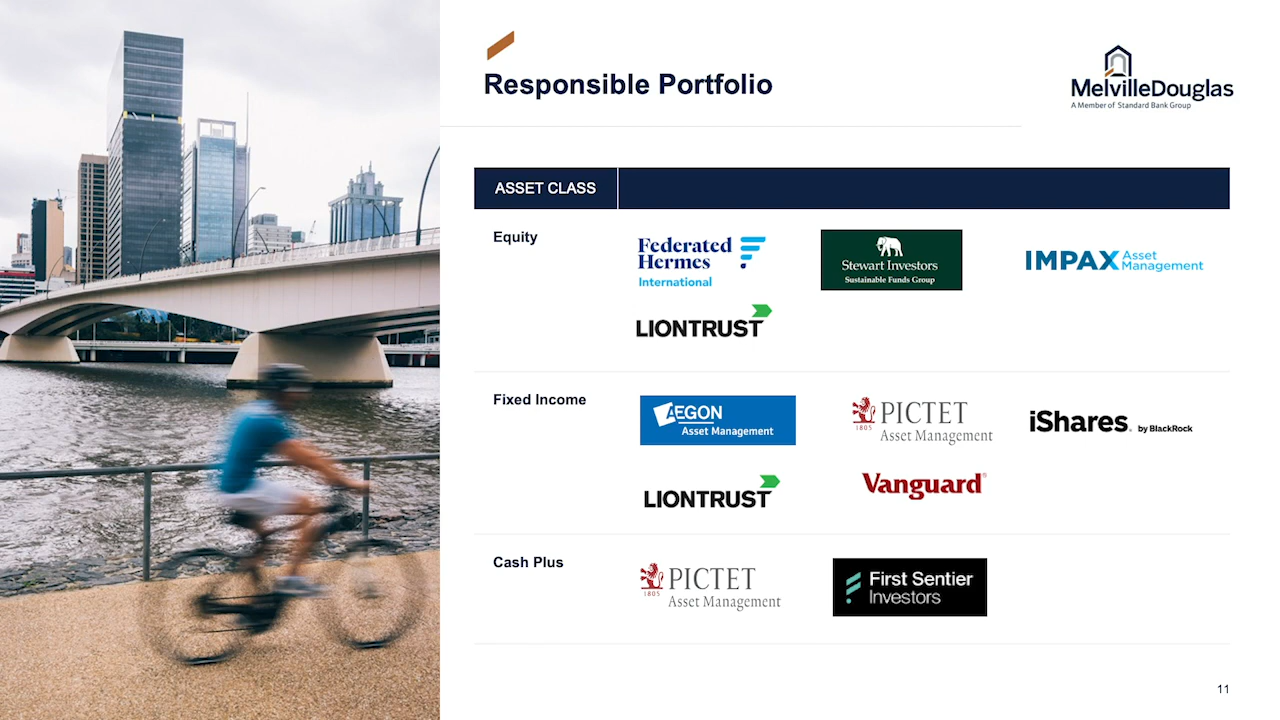 Responsible Portfolio
MelvilleDouglas
A Member of Standard Bank Group
ASSET CLASS
Equity
Federated
Hermes
International
Stewart Investors
Sustainable Funds Group
IMPAX Asset
Management
LIONTRUST
Fixed Income
AEGON
Asset Management
1805 PICTET
Asset Management
iShares. by BlackRock
LIONTRUST
Vanguard®
Cash Plus
1805 PICTET
Asset Management
First Sentier
Investors
11